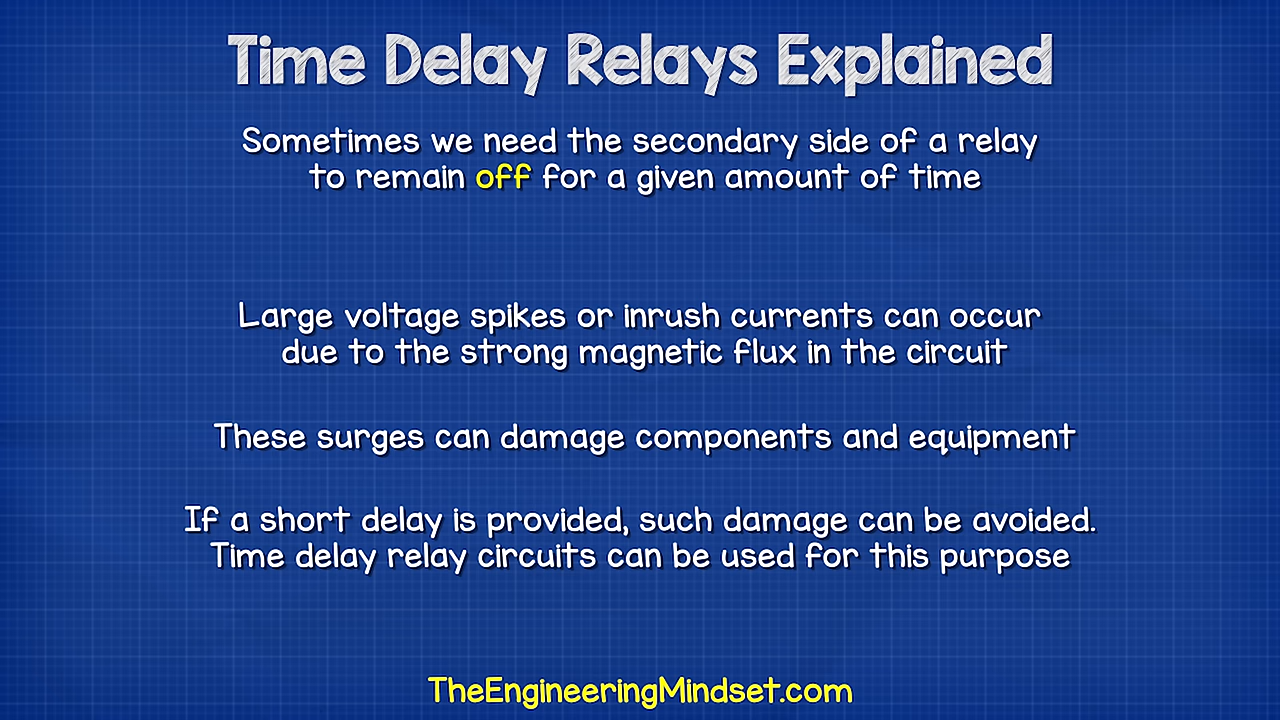 Time Delay Relays Explained
Sometimes we need the secondary side of a relay
to remain off for a given amount of time
Large voltage spikes or inrush currents can occur
due to the strong magnetic flux in the circuit
These surges can damage components and equipment
If a short delay is provided, such damage can be avoided.
Time delay relay circuits can be used for this purpose
TheEngineeringMindset.com